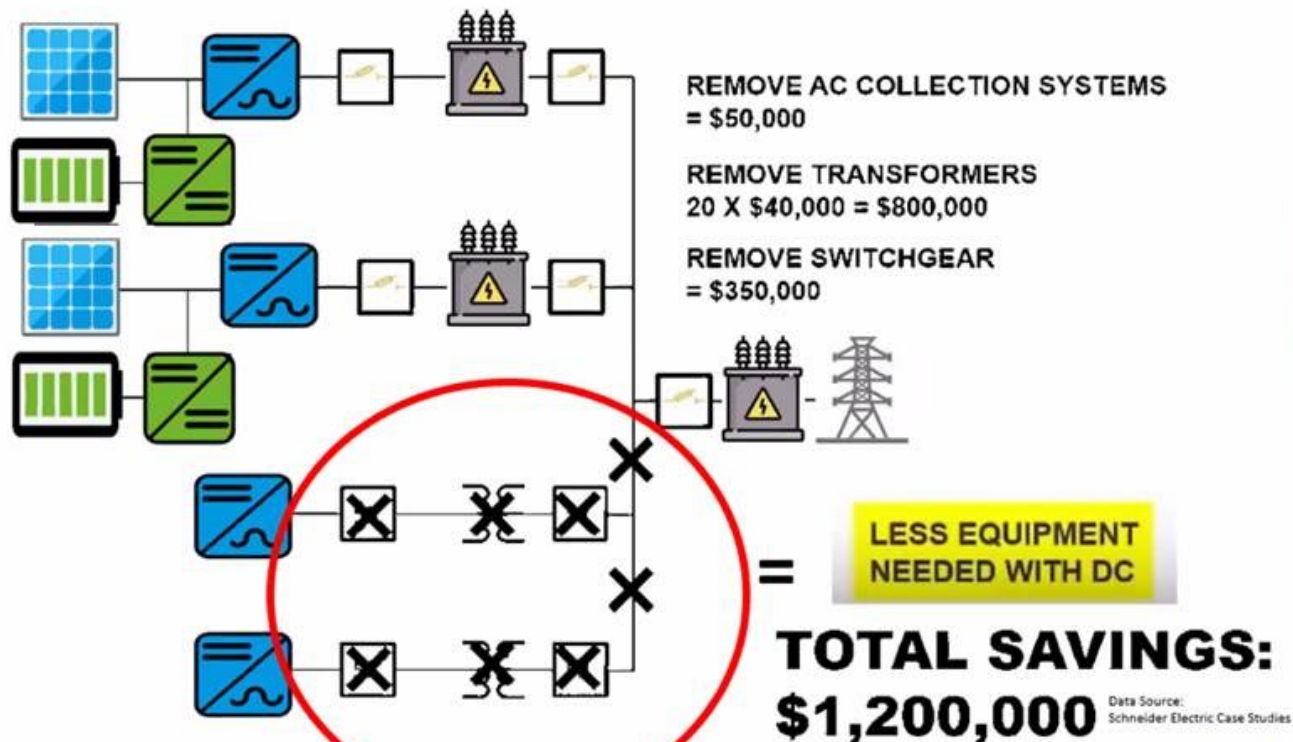 REMOVE AC COLLECTION SYSTEMS
= $50,000
REMOVE TRANSFORMERS
20 X $40,000 = $800,000
REMOVE SWITCHGEAR
= $350,000
=
LESS EQUIPMENT
NEEDED WITH DC
TOTAL SAVINGS:
$1,200,000
Data Source:
Schneider Electric Case Studies